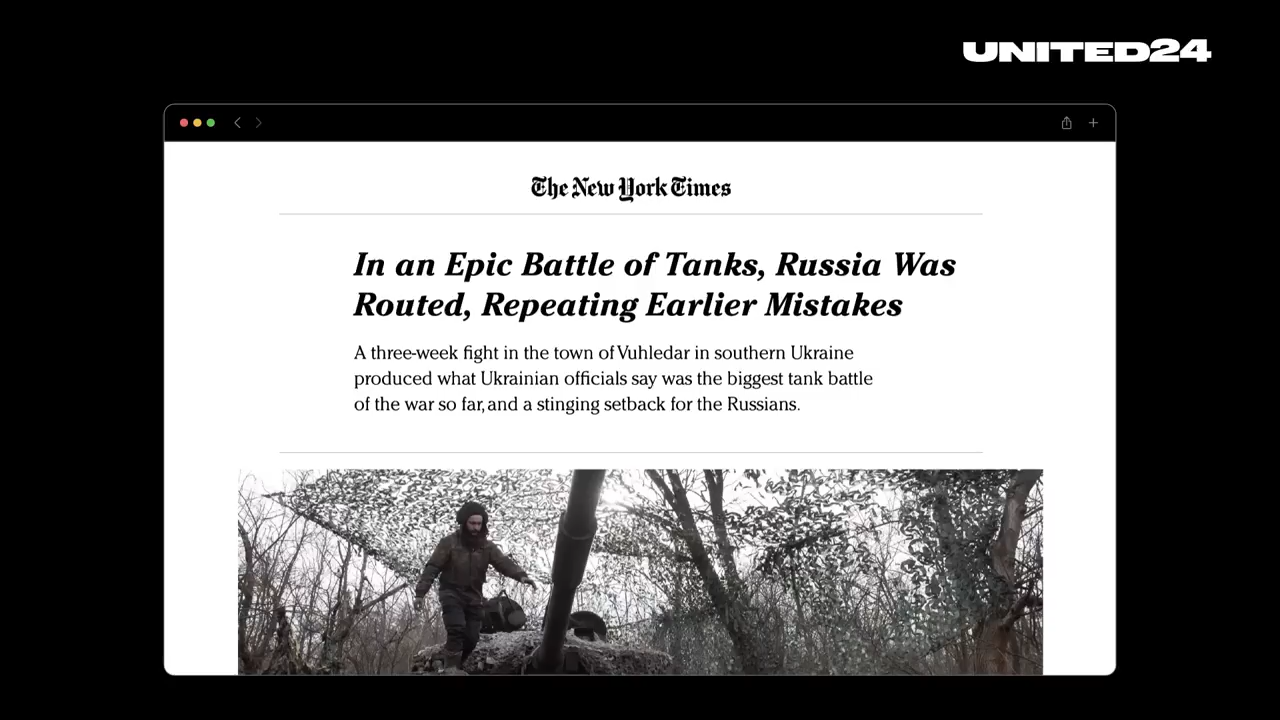 UNITED24
The New York Times
In an Epic Battle of Tanks, Russia Was
Routed, Repeating Earlier Mistakes
A three-week fight in the town of Vuhledar in southern Ukraine
produced what Ukrainian officials say was the biggest tank battle
of the war so far, and a stinging setback for the Russians.